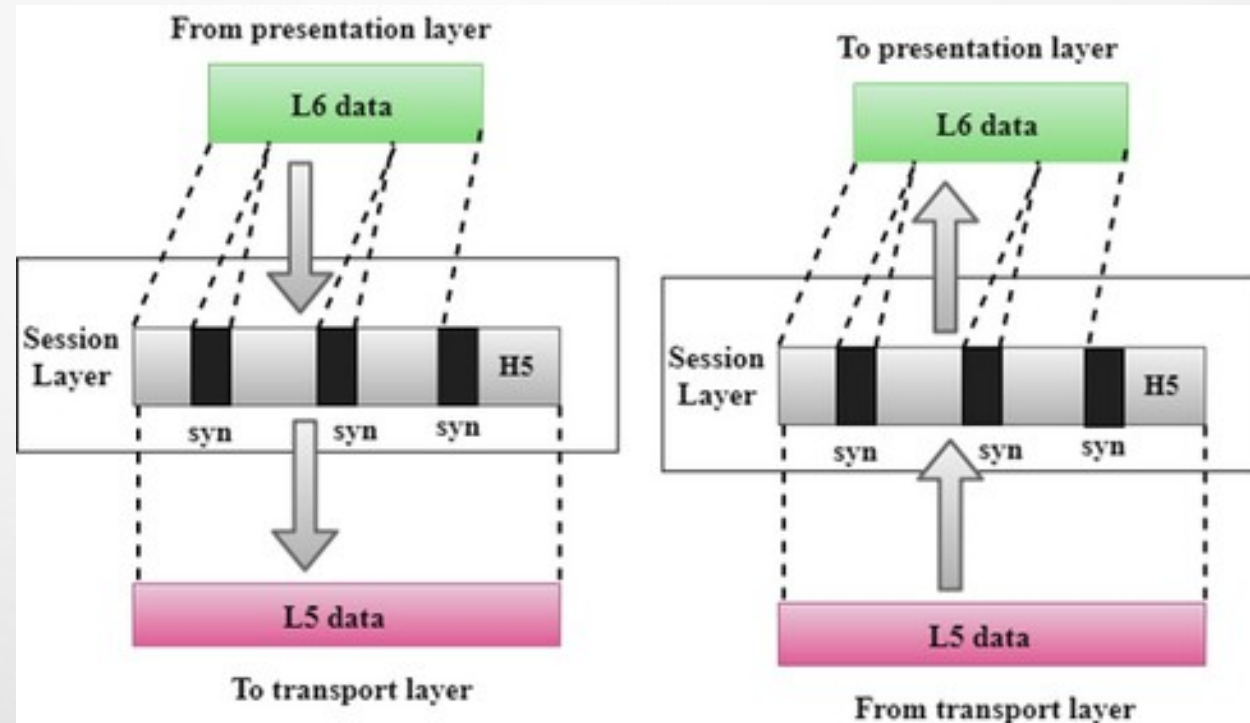 From presentation layer
L6 data
Session
Layer
H5
syn syn syn
L5 data
To transport layer
To presentation layer
L6 data
Session
Layer
H5
syn syn syn
L5 data
From transport layer